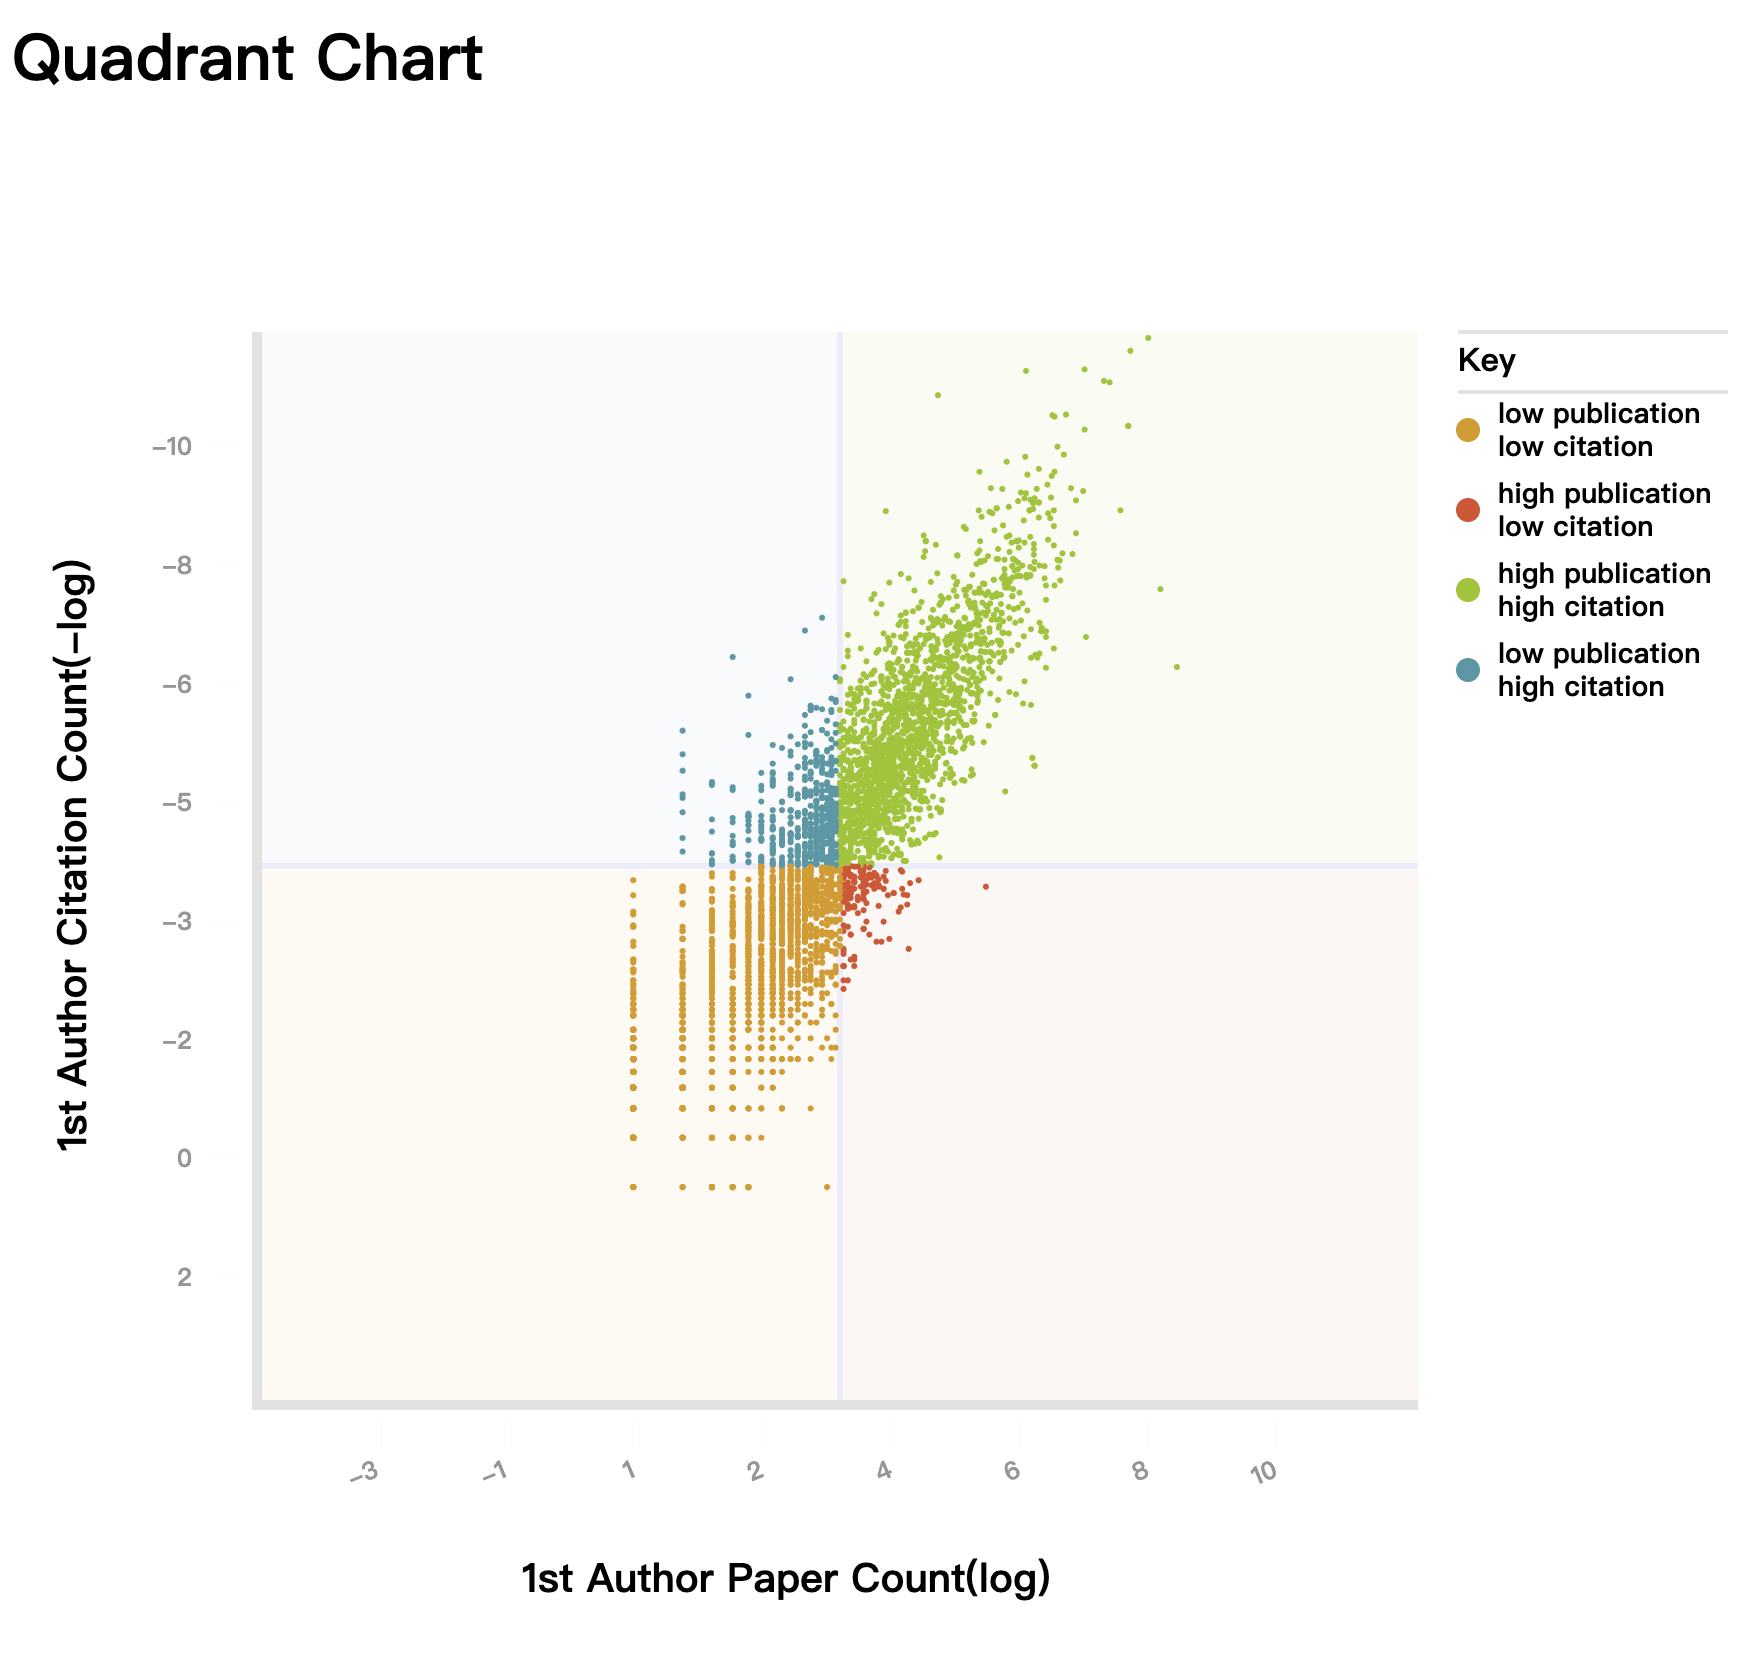 Quadrant Chart
Key
low publication
low citation
high publication
low citation
high publication
high citation
low publication
high citation
1st Author Citation Count(−log)
−10
−8
−6
−5
−3
−2
0
2
−3
−1
1
2
4
6
8
10
1st Author Paper Count(log)